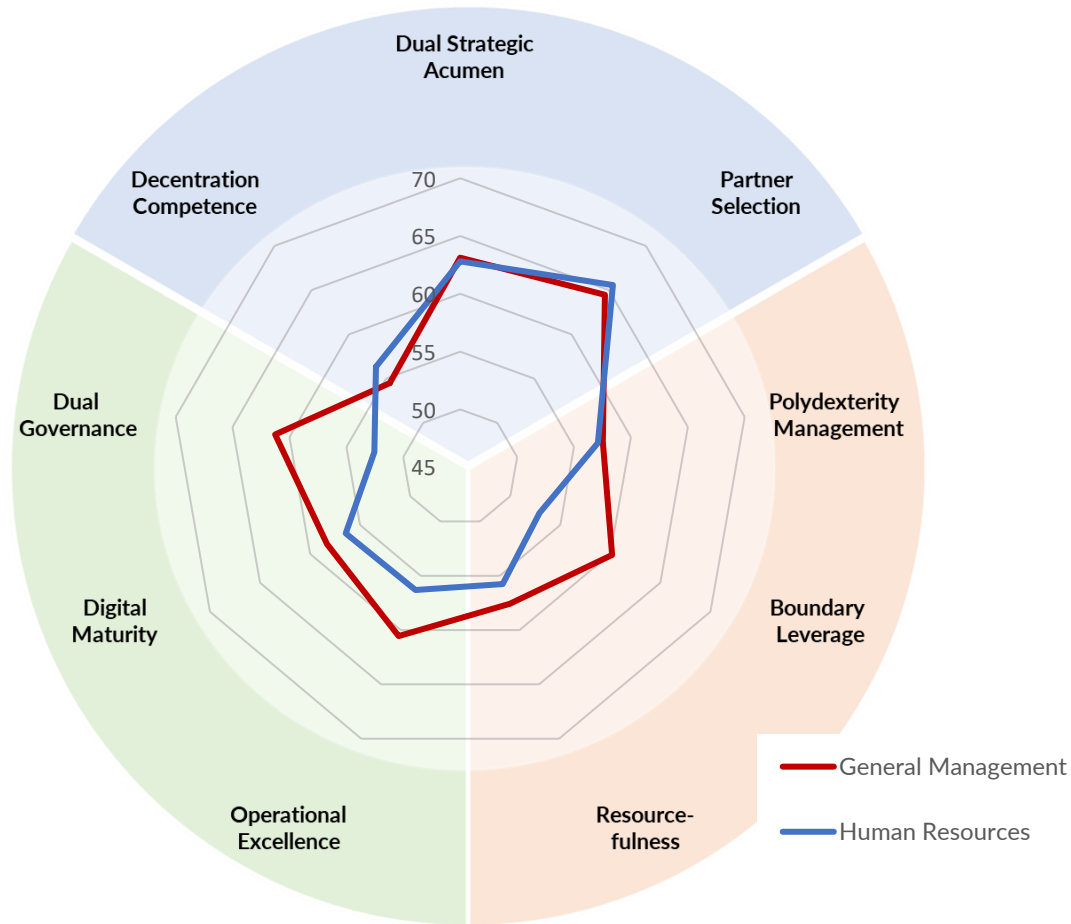 Dual Strategic
Acumen
Decentration
Competence
Partner
Selection
70
65
60
55
50
45
Dual
Governance
Polydexterity
Management
Digital
Maturity
Boundary
Leverage
Operational
Excellence
Resource-
fulness
General Management
Human Resources